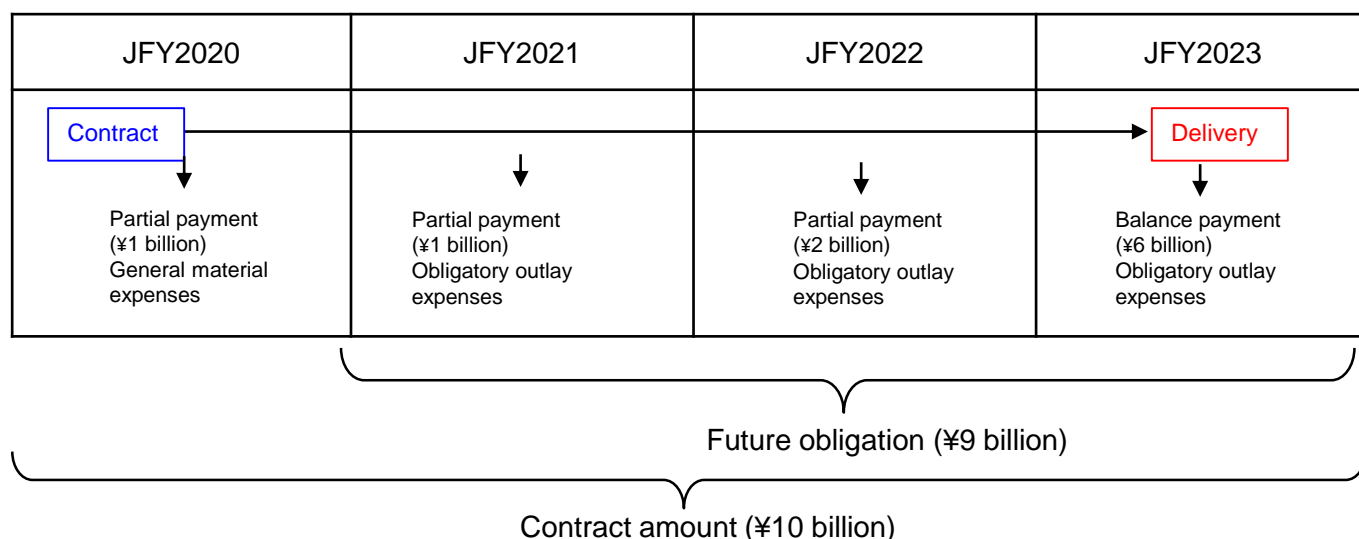 JFY2020
JFY2021
JFY2022
JFY2023
Contract
Delivery
Partial payment
(¥1 billion)
General material
expenses
Partial payment
(¥1 billion)
Obligatory outlay
expenses
Partial payment
(¥2 billion)
Obligatory outlay
expenses
Balance payment
(¥6 billion)
Obligatory outlay
expenses
Future obligation (¥9 billion)
Contract amount (¥10 billion)